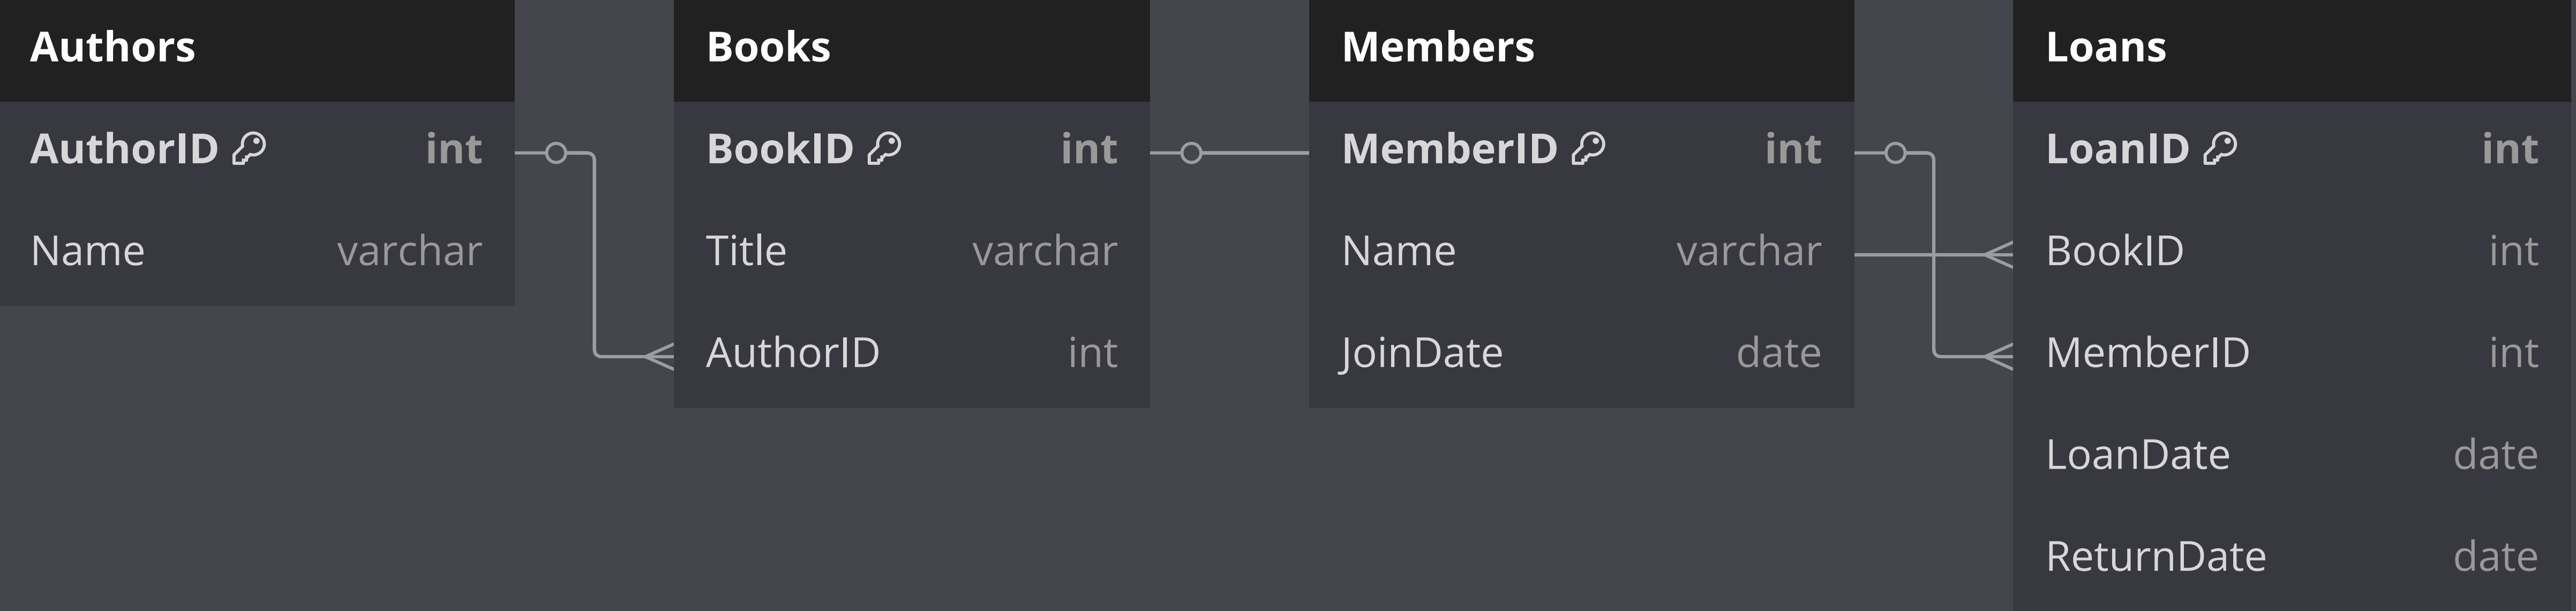 Authors
AuthorID int
Name varchar
Books
BookID int
Title varchar
AuthorID int
Members
MemberID int
Name varchar
JoinDate date
Loans
LoanID int
BookID int
MemberID int
LoanDate date
ReturnDate date